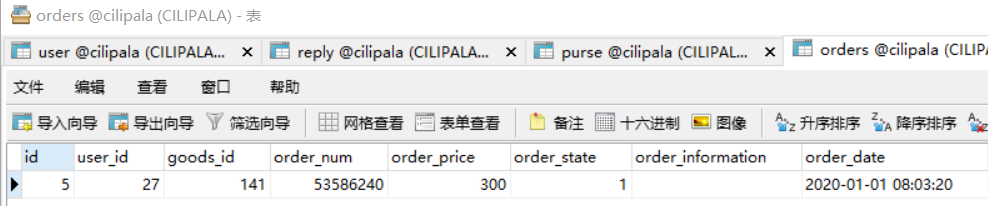 orders @cilipala (CILIPALA) - 表
user @cilipala (CILIPALA... reply @cilipala (CILIPALA... purse @cilipala (CILIPAL... orders @cilipala (CILIPA
文件 编辑 查看 窗口 帮助
导入向导 导出向导 筛选向导 网格查看 表单查看 备注 十六进制 图像 升序排序 降序排序
id user_id goods_id order_num order_price order_state order_information order_date
5 27 141 53586240 300 1 2020-01-01 08:03:20